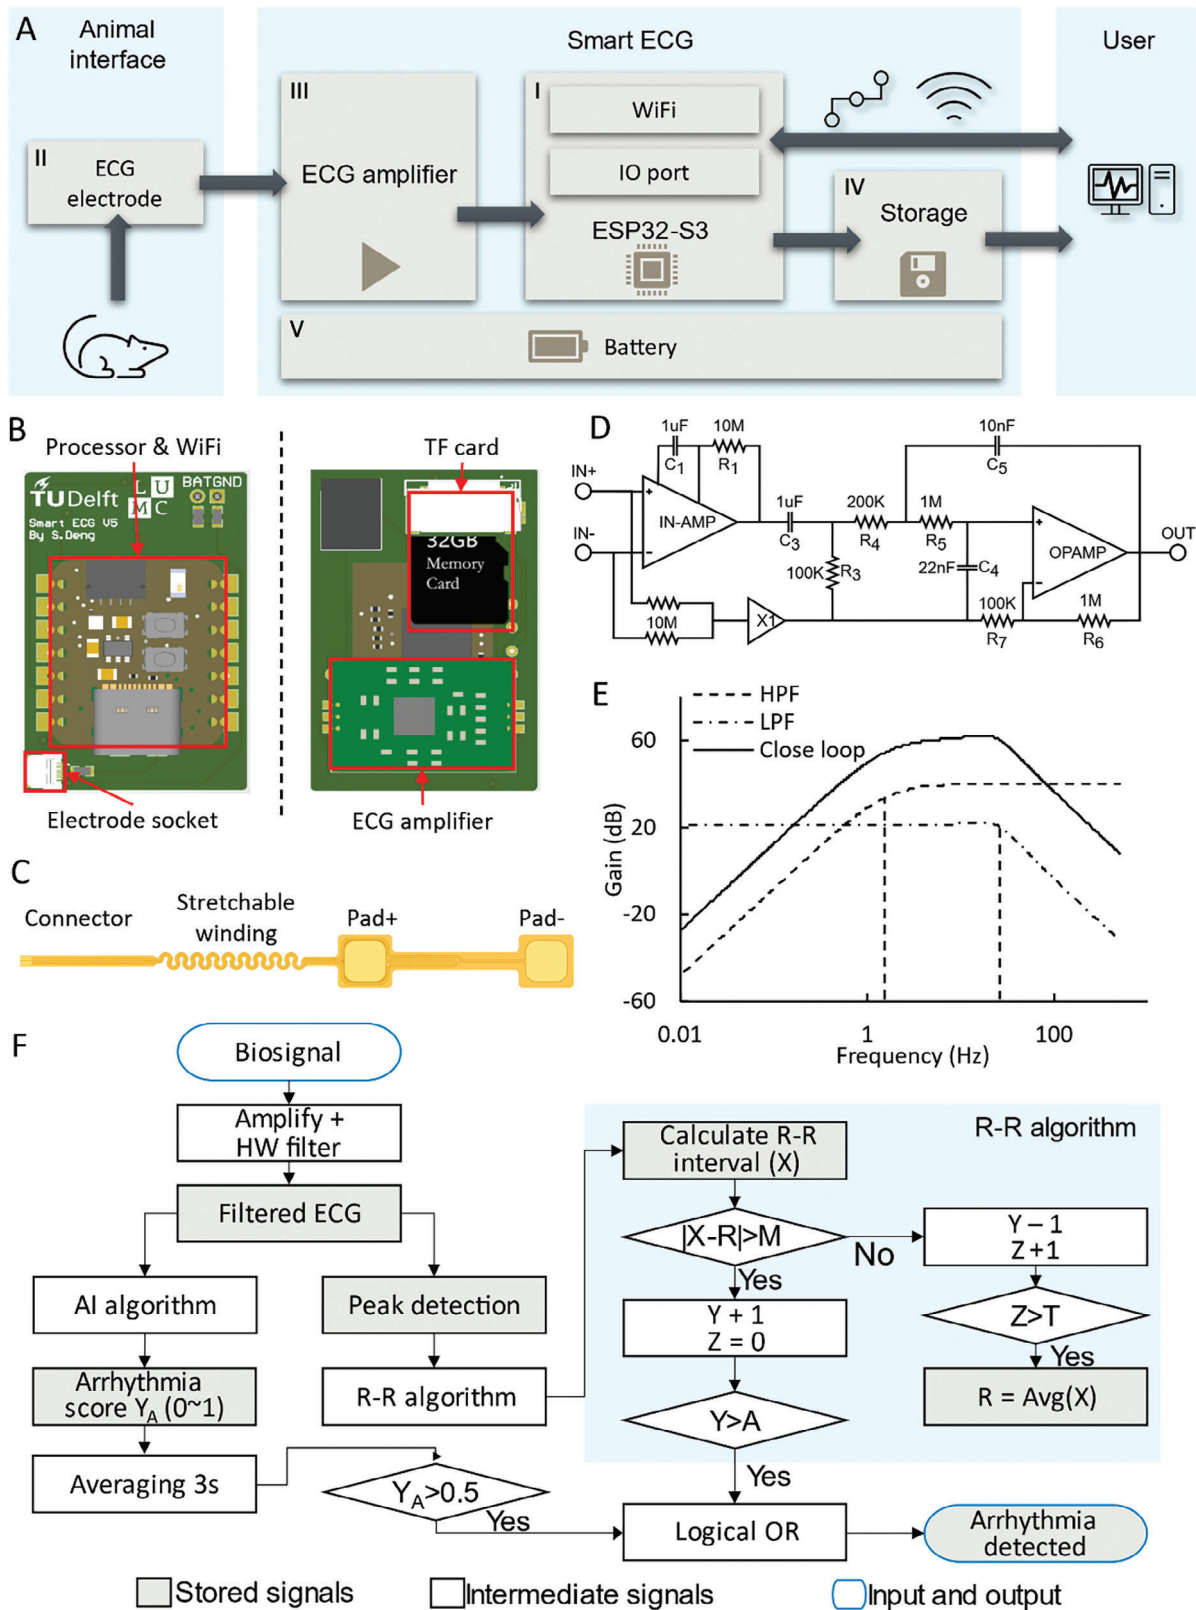 A
Animal
interface
Smart ECG
User
II
ECG
electrode
III
ECG amplifier
I
WiFi
IO port
ESP32-S3
IV
Storage
V
Battery
B
Processor & WiFi
TF card
TUDelft
L U
M C
BATGND
Smart ECG V5
By S.Deng
32GB
Memory
Card
Electrode socket
ECG amplifier
C
Connector
Stretchable
winding
Pad+
Pad-
D
1uF
C1
10M
R1
IN+
IN-
IN-AMP
1uF
C3
200K
R4
10nF
C5
1M
R5
100K
R3
22nF
C4
OPAMP
OUT
10M
X1
100K
R7
1M
R6
E
HPF
LPF
Close loop
60
20
-20
-60
Gain (dB)
0.01
1
100
Frequency (Hz)
F
Biosignal
Amplify +
HW filter
Filtered ECG
AI algorithm
Peak detection
Arrhythmia
score YA (0~1)
R-R algorithm
Averaging 3s
YA>0.5
Yes
R-R algorithm
Calculate R-R
interval (X)
|X-R|>M
No
Yes
Y – 1
Z +1
Y + 1
Z = 0
Z>T
Yes
R = Avg(X)
Y>A
Yes
Logical OR
Arrhythmia
detected
Stored signals
Intermediate signals
Input and output